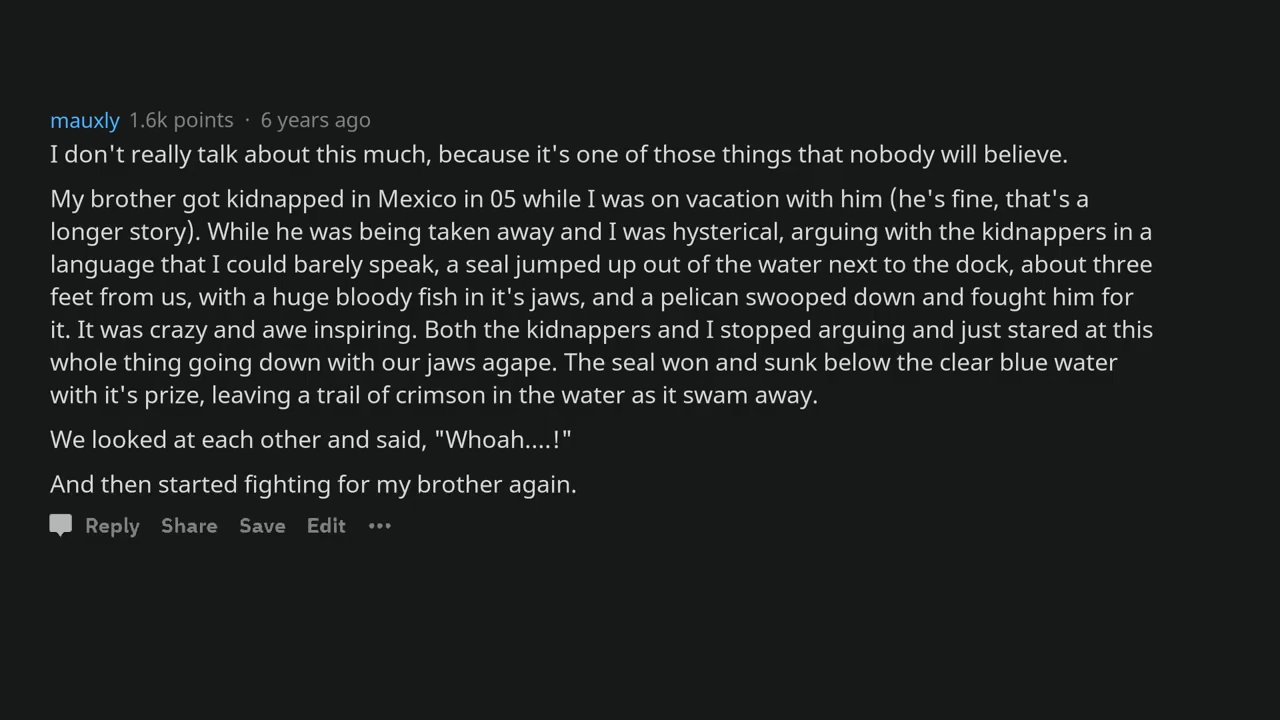 mauxly 1.6k points · 6 years ago
I don't really talk about this much, because it's one of those things that nobody will believe.
My brother got kidnapped in Mexico in 05 while I was on vacation with him (he's fine, that's a
longer story). While he was being taken away and I was hysterical, arguing with the kidnappers in a
language that I could barely speak, a seal jumped up out of the water next to the dock, about three
feet from us, with a huge bloody fish in it's jaws, and a pelican swooped down and fought him for
it. It was crazy and awe inspiring. Both the kidnappers and I stopped arguing and just stared at this
whole thing going down with our jaws agape. The seal won and sunk below the clear blue water
with it's prize, leaving a trail of crimson in the water as it swam away.
We looked at each other and said, "Whoah....!"
And then started fighting for my brother again.
Reply Share Save Edit •••